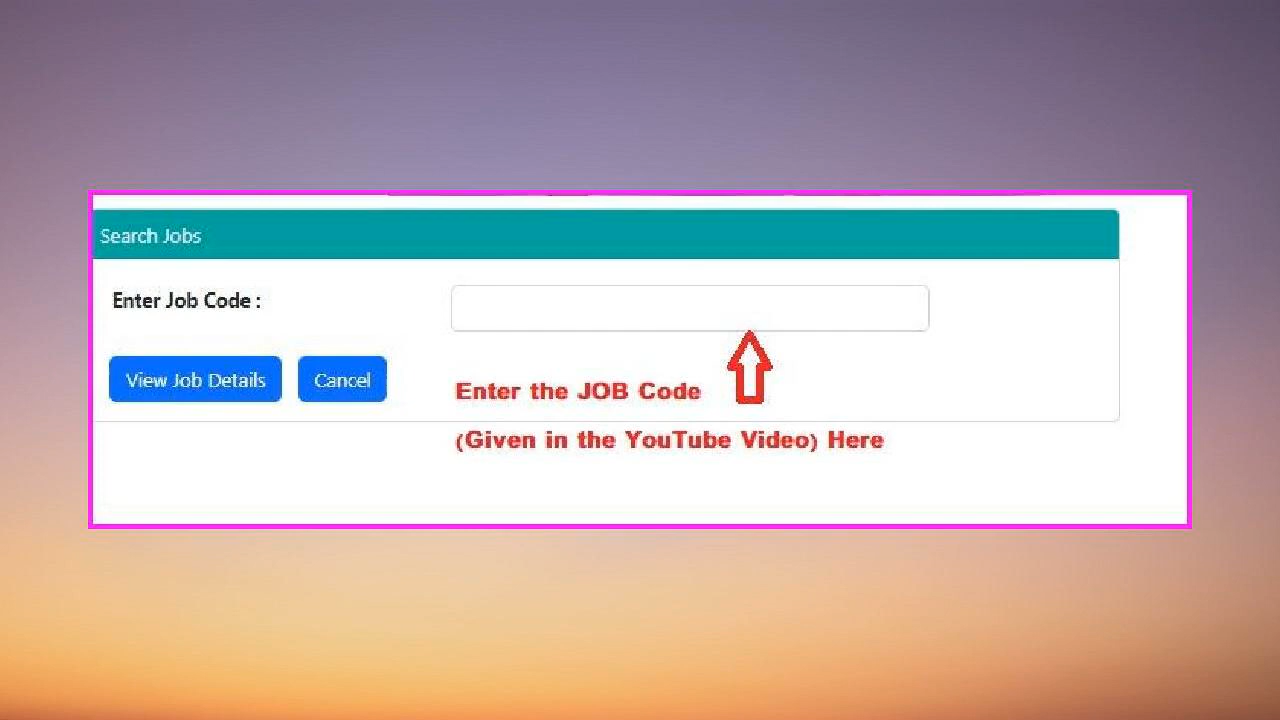 Search Jobs
Enter Job Code :
View Job Details Cancel
Enter the JOB Code
(Given in the YouTube Video) Here